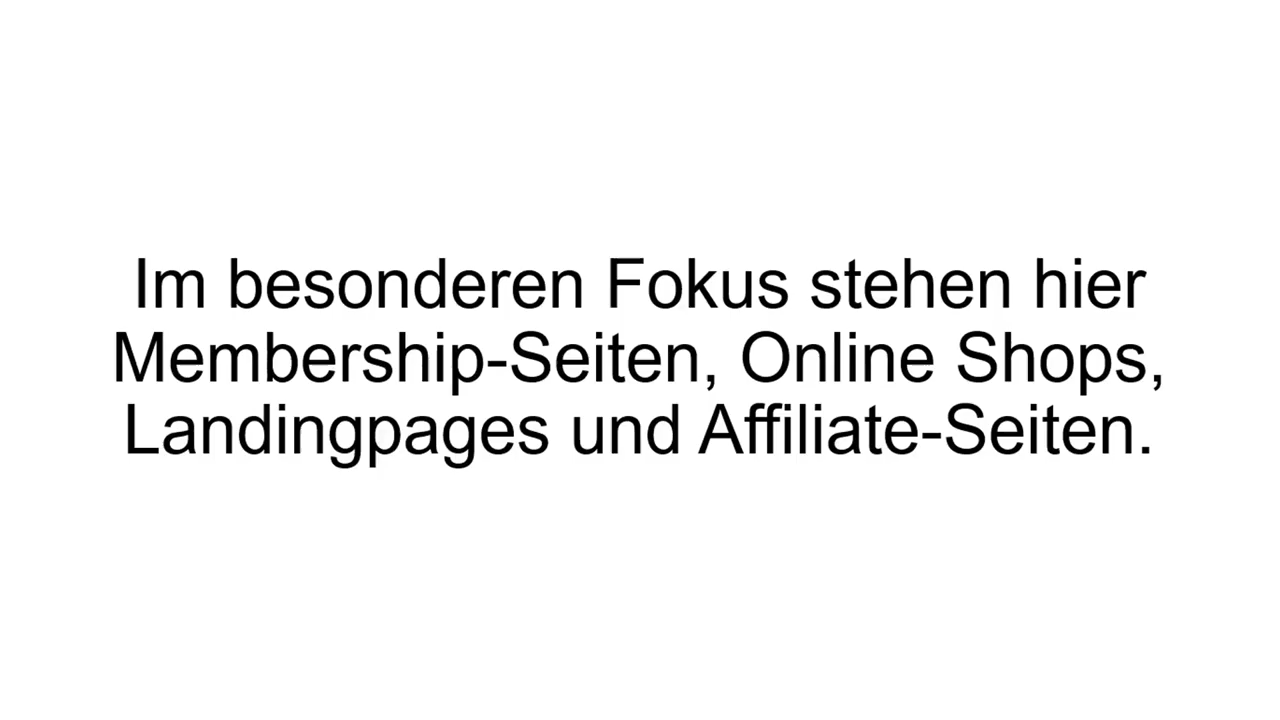 Im besonderen Fokus stehen hier
Membership-Seiten, Online Shops,
Landingpages und Affiliate-Seiten.